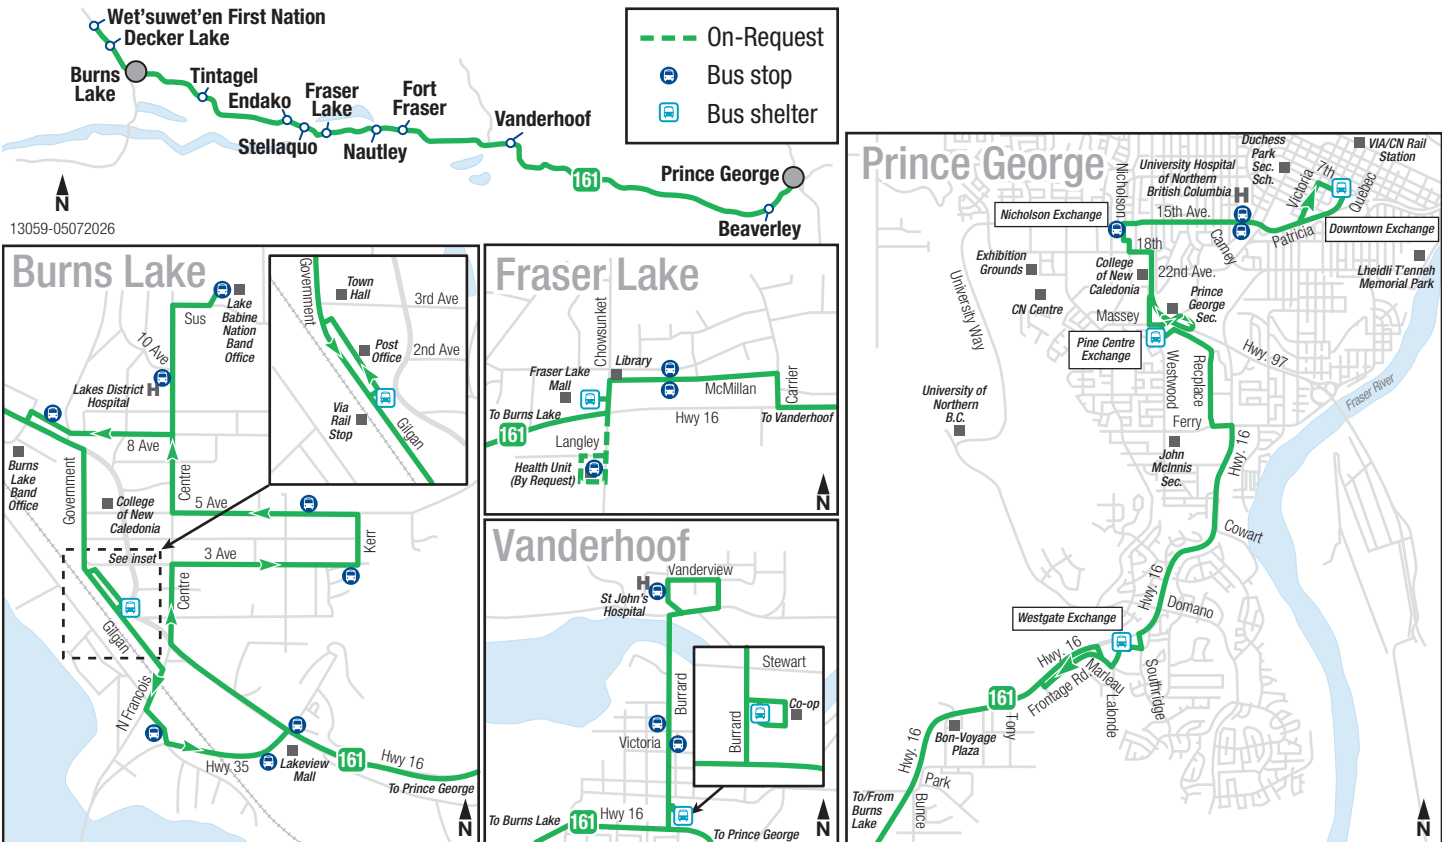 Wet'suwet'en First Nation
Decker Lake
Burns
Lake
Tintagel
Endako
Fraser
Lake
Stellaquo
Nautley
Fort
Fraser
Vanderhoof
161
Prince George
Beaverley
N
13059-05072026
On-Request
Bus stop
Bus shelter
Burns Lake
Sus
Lake
Babine
Nation
Band
Office
10 Ave
Lakes District
Hospital
H
8 Ave
Burns
Lake
Band
Office
Government
Centre
College
of New
Caledonia
5 Ave
Kerr
See inset
3 Ave
Centre
Gilgan
N Francois
Hwy 35
Lakeview
Mall
161
Hwy 16
To Prince George
N
Government
Town
Hall
3rd Ave
2nd Ave
Post
Office
Via
Rail
Stop
Gilgan
Fraser Lake
Chowsunket
Library
Fraser Lake
Mall
McMillan
Carrier
To Burns Lake
161
Hwy 16
To Vanderhoof
Langley
Health Unit
(By Request)
N
Vanderhoof
Vanderview
H
St John's
Hospital
Burrard
Victoria
Stewart
Co-op
Burrard
To Burns Lake
161
Hwy 16
To Prince George
N
Prince George
Duchess
Park
Sec.
Sch.
VIA/CN Rail
Station
University Hospital
of Northern
British Columbia
H
Nicholson
Nicholson Exchange
15th Ave.
Victoria
7th
Quebec
Downtown Exchange
Carney
Patricia
18th
College
of New
Caledonia
22nd Ave.
Exhibition
Grounds
CN Centre
Lheidli T'enneh
Memorial Park
University Way
Massey
Prince
George
Sec.
Pine Centre
Exchange
Hwy. 97
Westwood
Recplace
Fraser River
University of
Northern
B.C.
Ferry
John
McInnis
Sec.
Hwy. 16
Cowart
Hwy. 16
Domano
Westgate Exchange
Hwy. 16
Marleau
Frontage Rd.
Lalonde
Southridge
161
Tony
Bon-Voyage
Plaza
Hwy. 16
Park
Bunce
To/From
Burns
Lake
N